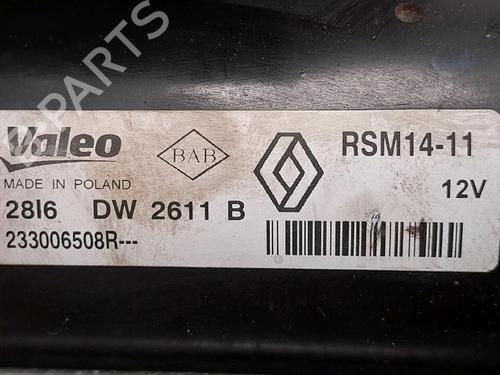 Valeo
BAB
RSM14-11
MADE IN POLAND
12V
28I6 DW 2611 B
233006508R---
B-PARTS